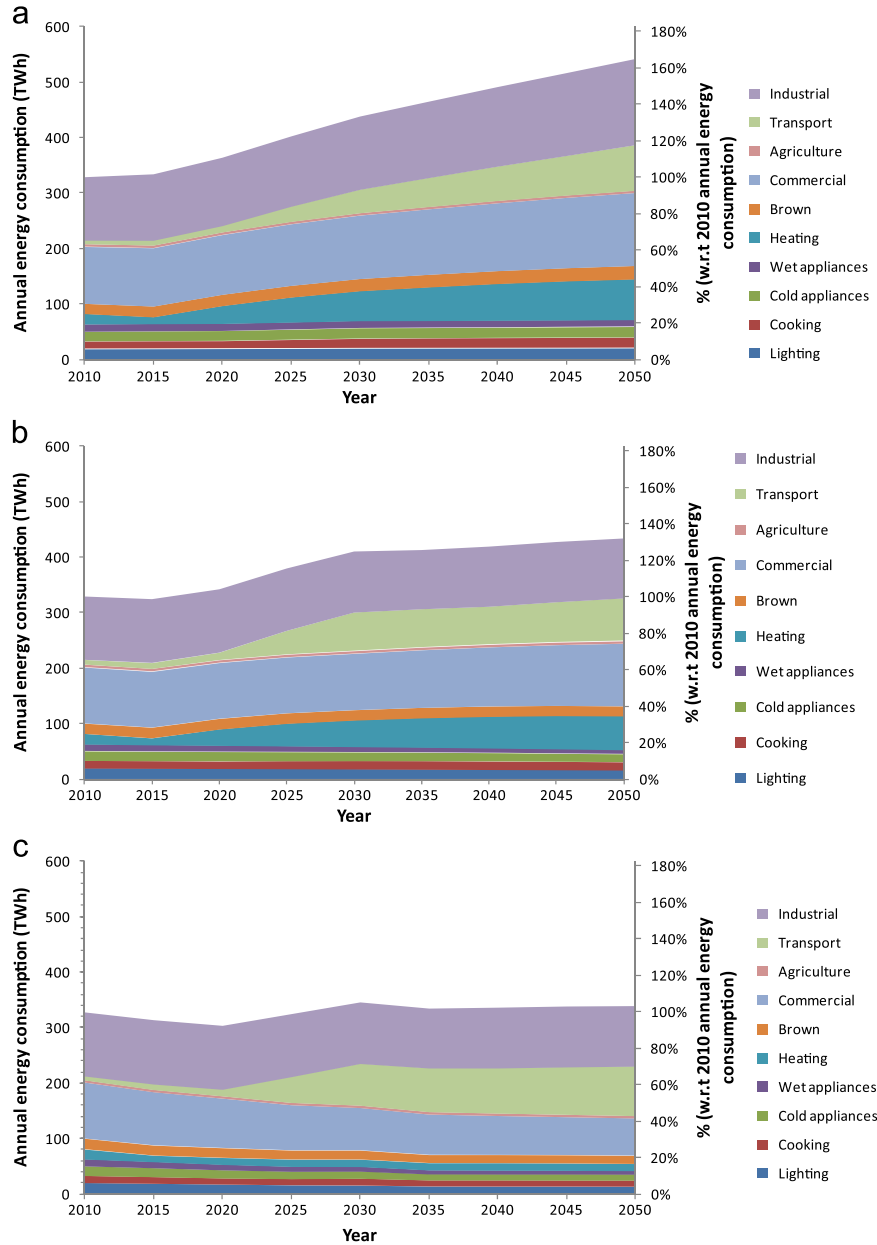 a
Annual energy consumption (TWh)
600
500
400
300
200
100
0
180%
160%
140%
120%
100%
80%
60%
40%
20%
0%
% (w.r.t 2010 annual energy
consumption)
2010 2015 2020 2025 2030 2035 2040 2045 2050
Year
Industrial
Transport
Agriculture
Commercial
Brown
Heating
Wet appliances
Cold appliances
Cooking
Lighting
b
Annual energy consumption (TWh)
600
500
400
300
200
100
0
180%
160%
140%
120%
100%
80%
60%
40%
20%
0%
% (w.r.t 2010 annual energy
consumption)
2010 2015 2020 2025 2030 2035 2040 2045 2050
Year
Industrial
Transport
Agriculture
Commercial
Brown
Heating
Wet appliances
Cold appliances
Cooking
Lighting
c
Annual energy consumption (TWh)
600
500
400
300
200
100
0
180%
160%
140%
120%
100%
80%
60%
40%
20%
0%
% (w.r.t 2010 annual energy
consumption)
2010 2015 2020 2025 2030 2035 2040 2045 2050
Year
Industrial
Transport
Agriculture
Commercial
Brown
Heating
Wet appliances
Cold appliances
Cooking
Lighting